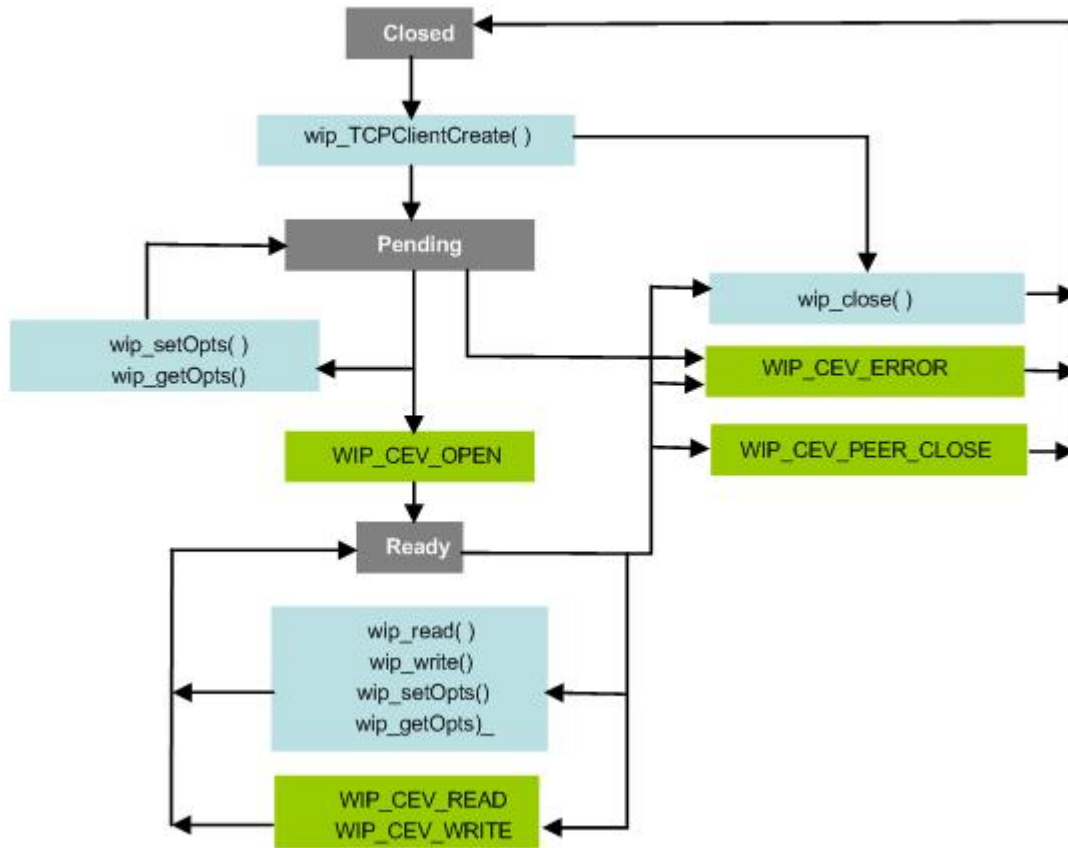 Closed
wip_TCPClientCreate( )
Pending
wip_close( )
wip_setOpts( )
wip_getOpts()
WIP_CEV_ERROR
WIP_CEV_OPEN
WIP_CEV_PEER_CLOSE
Ready
wip_read( )
wip_write()
wip_setOpts()
wip_getOpts)_
WIP_CEV_READ
WIP_CEV_WRITE